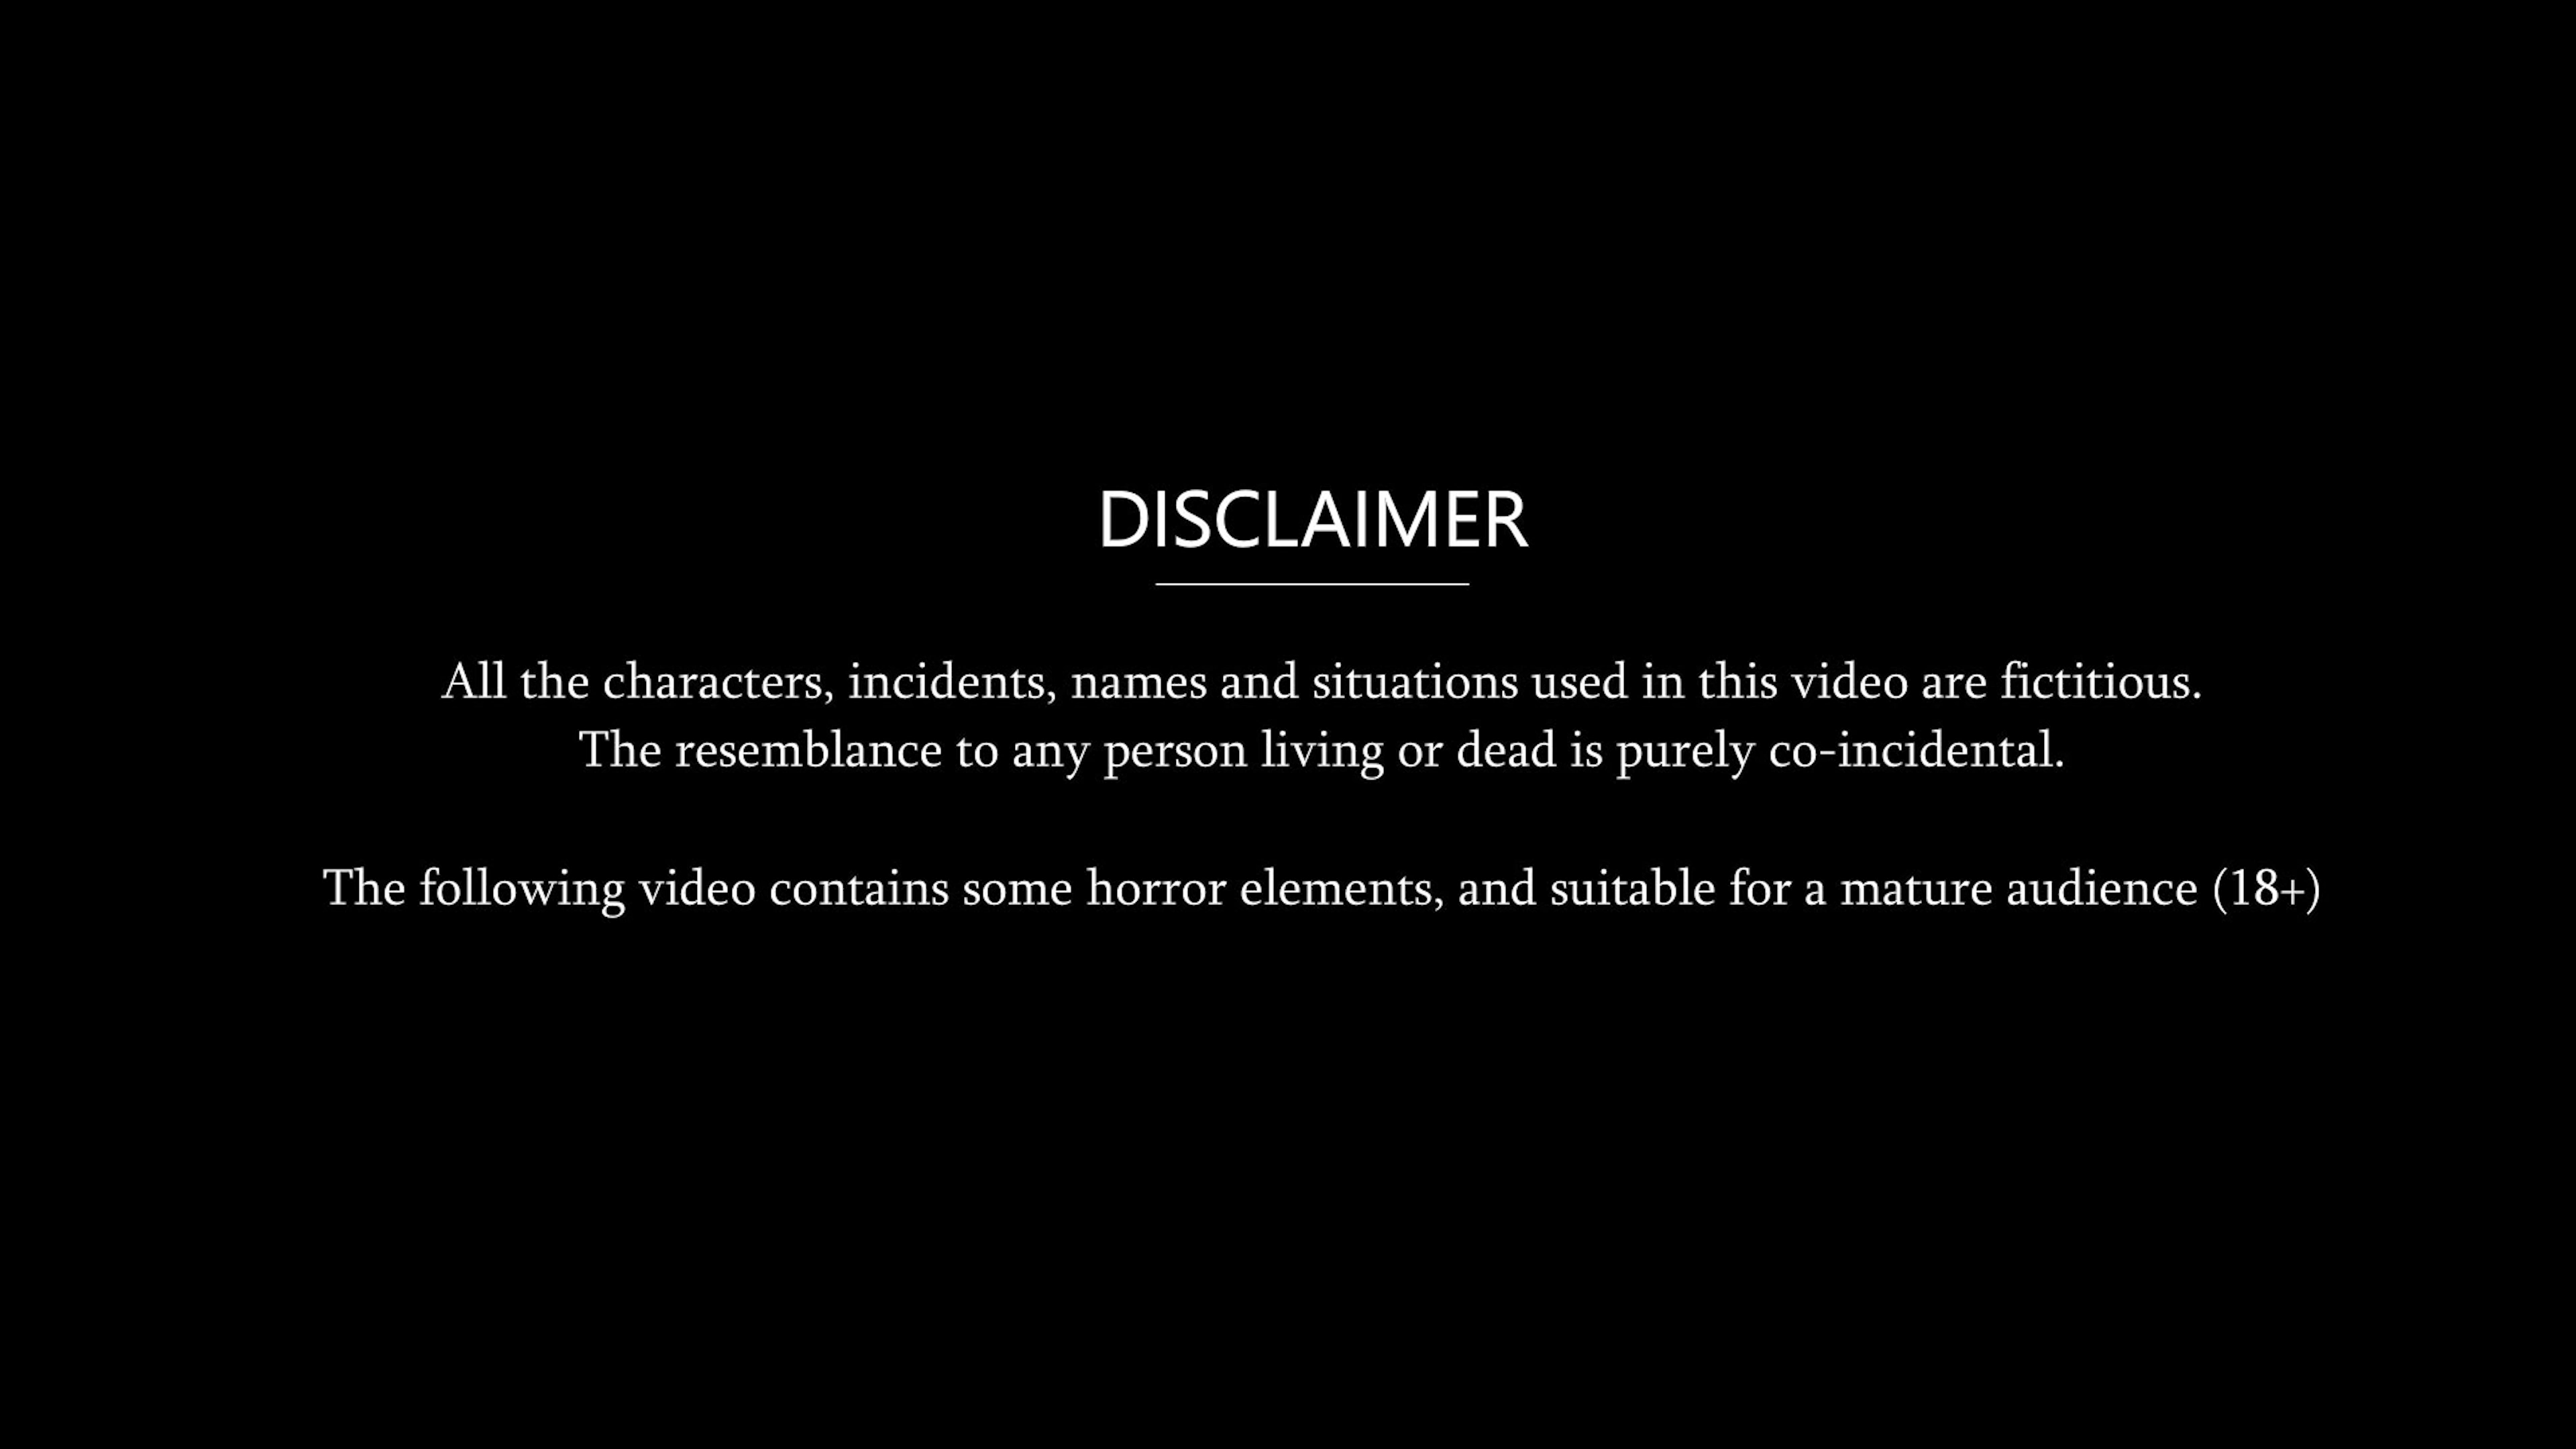 DISCLAIMER
All the characters, incidents, names and situations used in this video are fictitious.
The resemblance to any person living or dead is purely co-incidental.
The following video contains some horror elements, and suitable for a mature audience (18+)